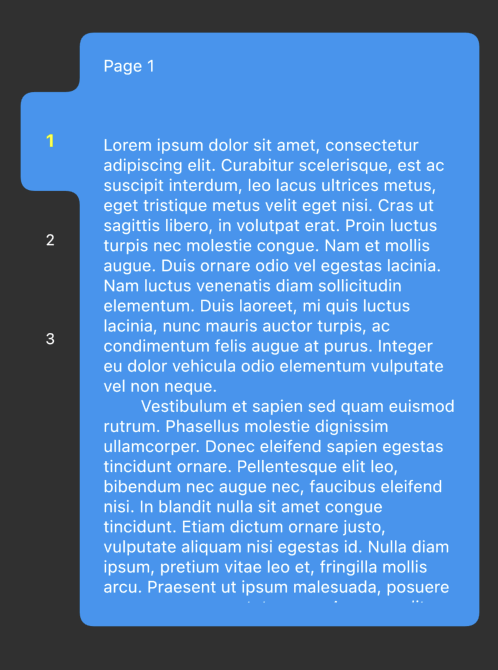 Page 1
1
2
3
Lorem ipsum dolor sit amet, consectetur
adipiscing elit. Curabitur scelerisque, est ac
suscipit interdum, leo lacus ultrices metus,
eget tristique metus velit eget nisi. Cras ut
sagittis libero, in volutpat erat. Proin luctus
turpis nec molestie congue. Nam et mollis
augue. Duis ornare odio vel egestas lacinia.
Nam luctus venenatis diam sollicitudin
elementum. Duis laoreet, mi quis luctus
lacinia, nunc mauris auctor turpis, ac
condimentum felis augue at purus. Integer
eu dolor vehicula odio elementum vulputate
vel non neque.
Vestibulum et sapien sed quam euismod
rutrum. Phasellus molestie dignissim
ullamcorper. Donec eleifend sapien egestas
tincidunt ornare. Pellentesque elit leo,
bibendum nec augue nec, faucibus eleifend
nisi. In blandit nulla sit amet congue
tincidunt. Etiam dictum ornare justo,
vulputate aliquam nisi egestas id. Nulla diam
ipsum, pretium vitae leo et, fringilla mollis
arcu. Praesent ut ipsum malesuada, posuere